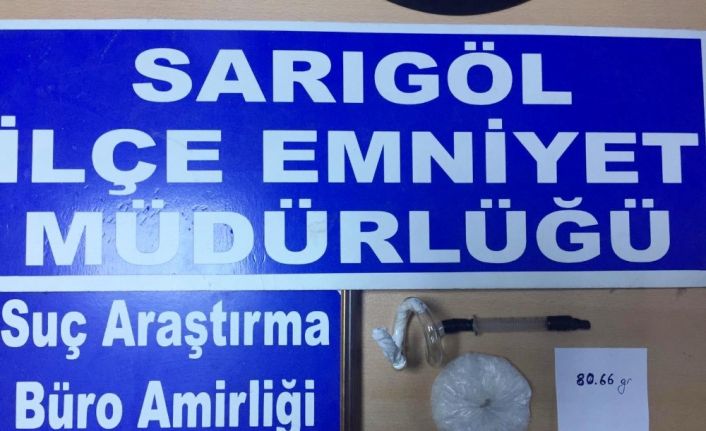 SARIGÖL
İLÇE EMNİYET
MÜDÜRLÜĞÜ
Suç Araştırma
Büro Amirliği
80.66 gr